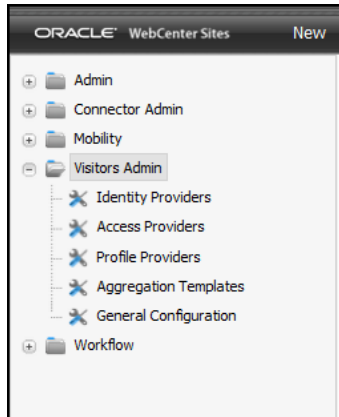 ORACLE® WebCenter Sites New
Admin
Connector Admin
Mobility
Visitors Admin
Identity Providers
Access Providers
Profile Providers
Aggregation Templates
General Configuration
Workflow